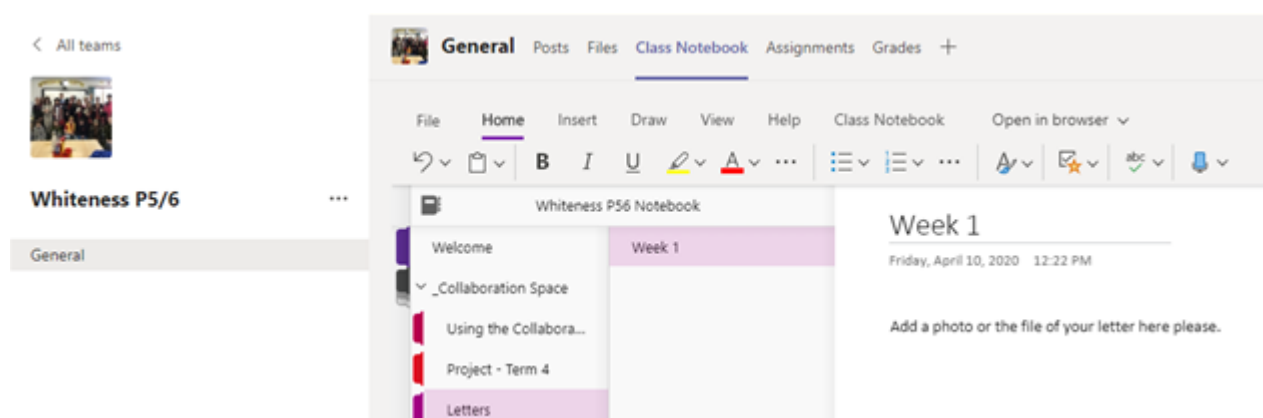 All teams
Whiteness P5/6
...
General
General Posts Files Class Notebook Assignments Grades +
File Home Insert Draw View Help Class Notebook Open in browser
B I U A ... ... A abc
Whiteness P56 Notebook
Welcome
_Collaboration Space
Using the Collabora...
Project - Term 4
Letters
Week 1
Week 1
Friday, April 10, 2020 12:22 PM
Add a photo or the file of your letter here please.